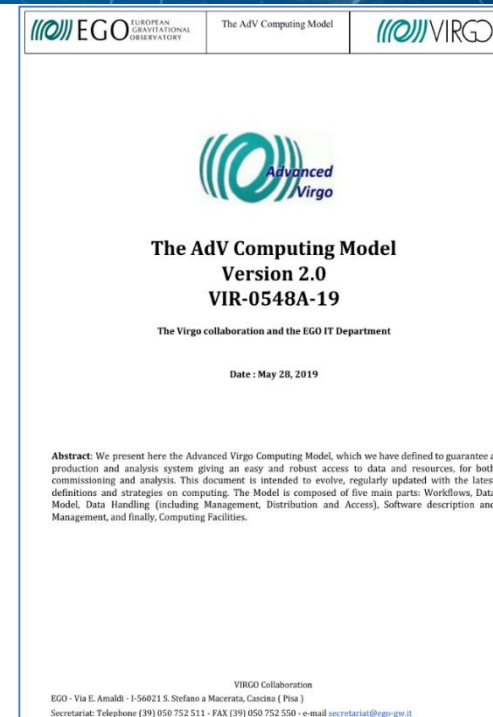 EGO EUROPEAN
GRAVITATIONAL
OBSERVATORY
The AdV Computing Model
VIRGO
Advanced
Virgo
The AdV Computing Model
Version 2.0
VIR-0548A-19
The Virgo collaboration and the EGO IT Department
Date : May 28, 2019
Abstract: We present here the Advanced Virgo Computing Model, which we have defined to guarantee a
production and analysis system giving an easy and robust access to data and resources, for both
commissioning and analysis. This document is intended to evolve, regularly updated with the latest
definitions and strategies on computing. The Model is composed of five main parts: Workflows, Data
Model, Data Handling (including Management, Distribution and Access), Software description and
Management, and finally, Computing Facilities.
VIRGO Collaboration
EGO - Via E. Amaldi - I-56021 S. Stefano a Macerata, Cascina ( Pisa )
Secretariat: Telephone (39) 050 752 511 - FAX (39) 050 752 550 - e-mail secretariat@ego-gw.it